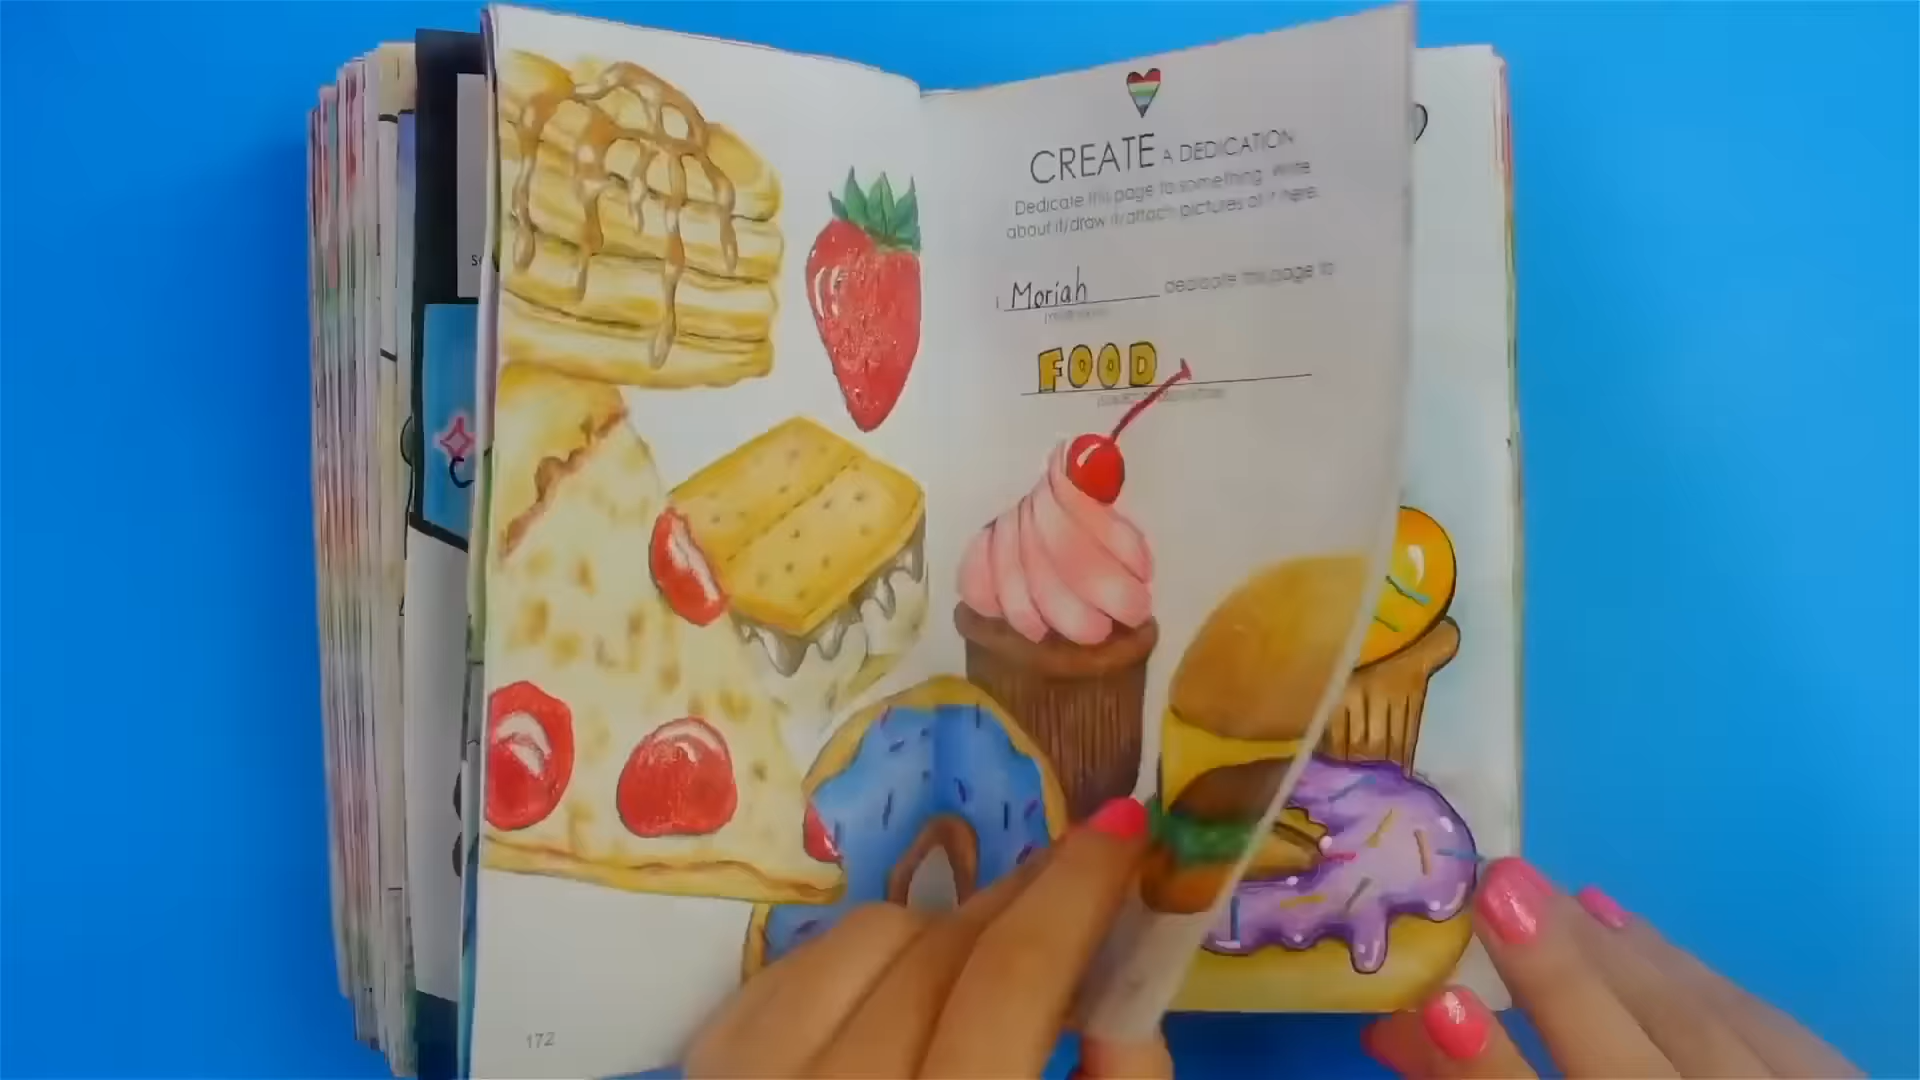 CREATE A DEDICATION
Dedicate this page to something. Write
about it/draw it/attach pictures of it here.
I Moriah dedicate this page to
FOOD
172